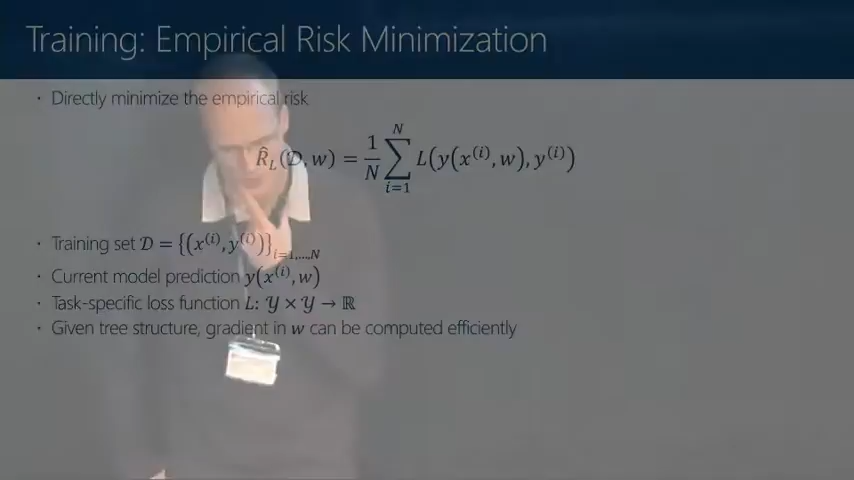 Training: Empirical Risk Minimization
· Directly minimize the empirical risk
R̂_L(𝒟, w) = 1/N ∑_{i=1}^{N} L(y(x^{(i)}, w), y^{(i)})
· Training set 𝒟 = {(x^{(i)}, y^{(i)})}_{i=1,…,N}
· Current model prediction y(x^{(i)}, w)
· Task-specific loss function L: 𝒴 × 𝒴 → ℝ
· Given tree structure, gradient in w can be computed efficiently